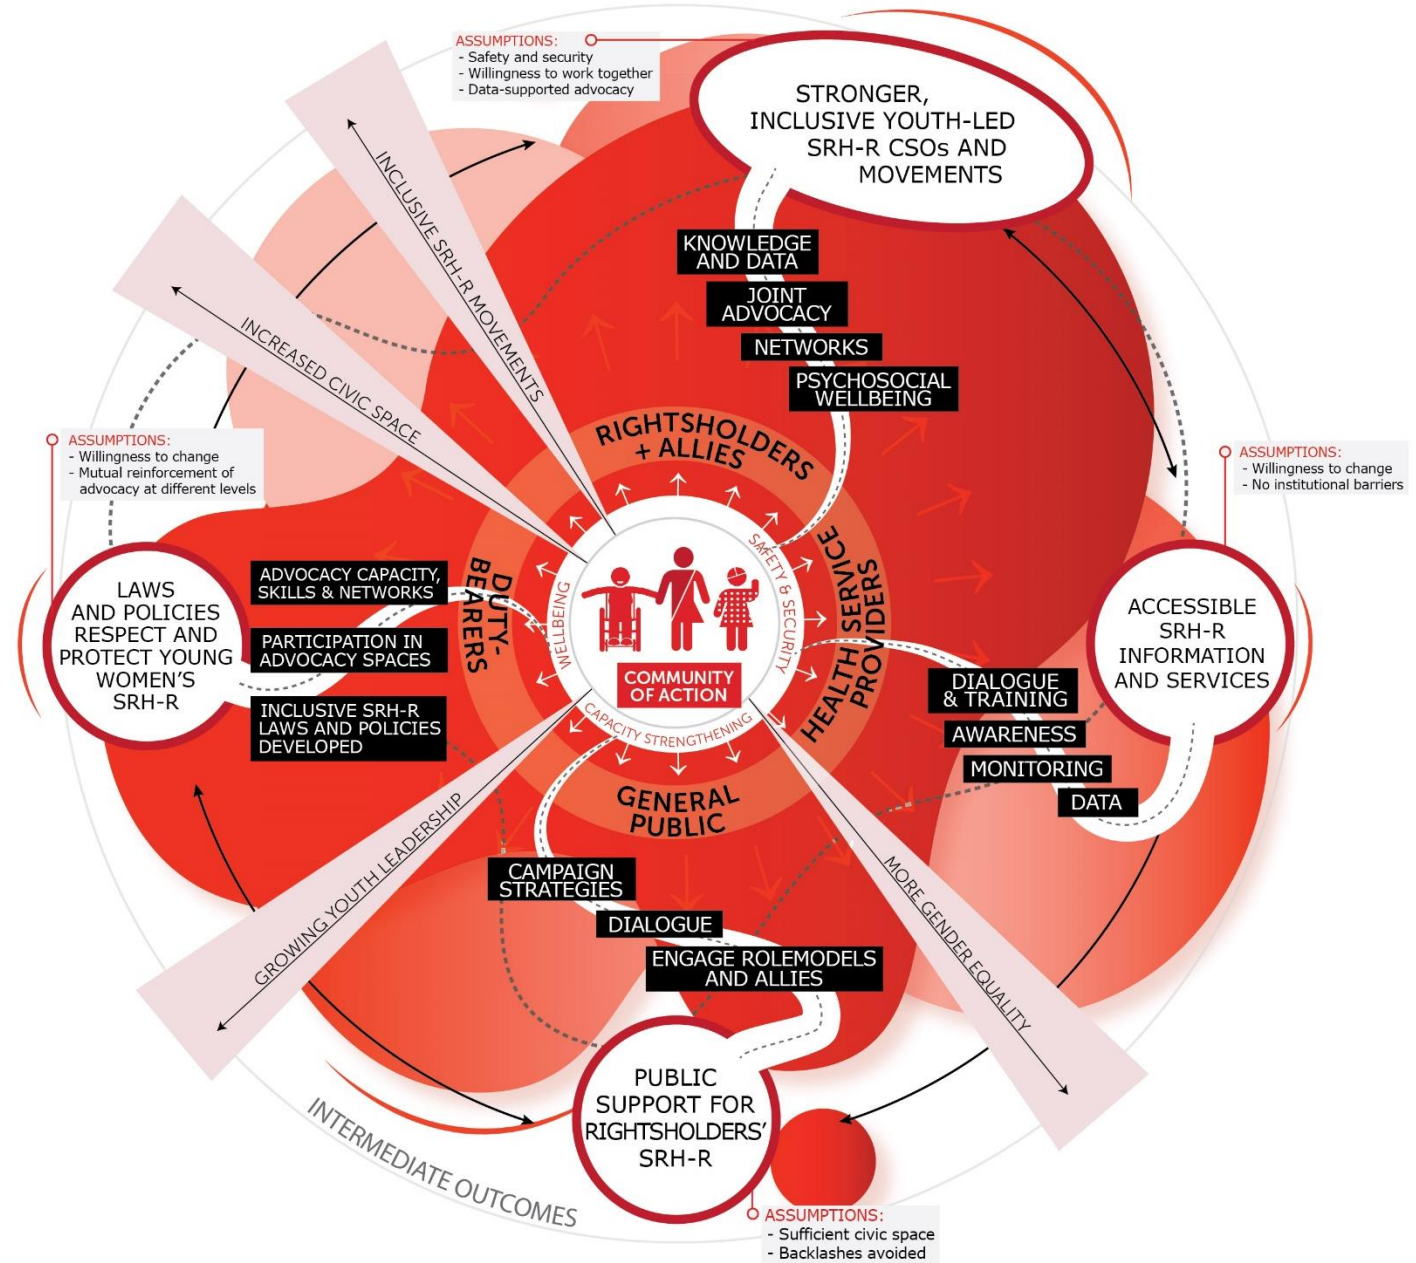 ASSUMPTIONS:
- Safety and security
- Willingness to work together
- Data-supported advocacy
STRONGER,
INCLUSIVE YOUTH-LED
SRH-R CSOs AND
MOVEMENTS
INCLUSIVE SRH-R MOVEMENTS
INCREASED CIVIC SPACE
KNOWLEDGE
AND DATA
JOINT
ADVOCACY
NETWORKS
PSYCHOSOCIAL
WELLBEING
RIGHTSHOLDERS
+ ALLIES
ASSUMPTIONS:
- Willingness to change
- Mutual reinforcement of
advocacy at different levels
ASSUMPTIONS:
- Willingness to change
- No institutional barriers
LAWS
AND POLICIES
RESPECT AND
PROTECT YOUNG
WOMEN'S
SRH-R
ADVOCACY CAPACITY,
SKILLS & NETWORKS
PARTICIPATION IN
ADVOCACY SPACES
INCLUSIVE SRH-R
LAWS AND POLICIES
DEVELOPED
DUTY-
BEARERS
WELLBEING
SAFETY & SECURITY
COMMUNITY
OF ACTION
CAPACITY STRENGTHENING
HEALTH SERVICE
PROVIDERS
ACCESSIBLE
SRH-R
INFORMATION
AND SERVICES
DIALOGUE
& TRAINING
AWARENESS
MONITORING
DATA
GENERAL
PUBLIC
GROWING YOUTH LEADERSHIP
MORE GENDER EQUALITY
CAMPAIGN
STRATEGIES
DIALOGUE
ENGAGE ROLEMODELS
AND ALLIES
PUBLIC
SUPPORT FOR
RIGHTSHOLDERS'
SRH-R
INTERMEDIATE OUTCOMES
ASSUMPTIONS:
- Sufficient civic space
- Backlashes avoided